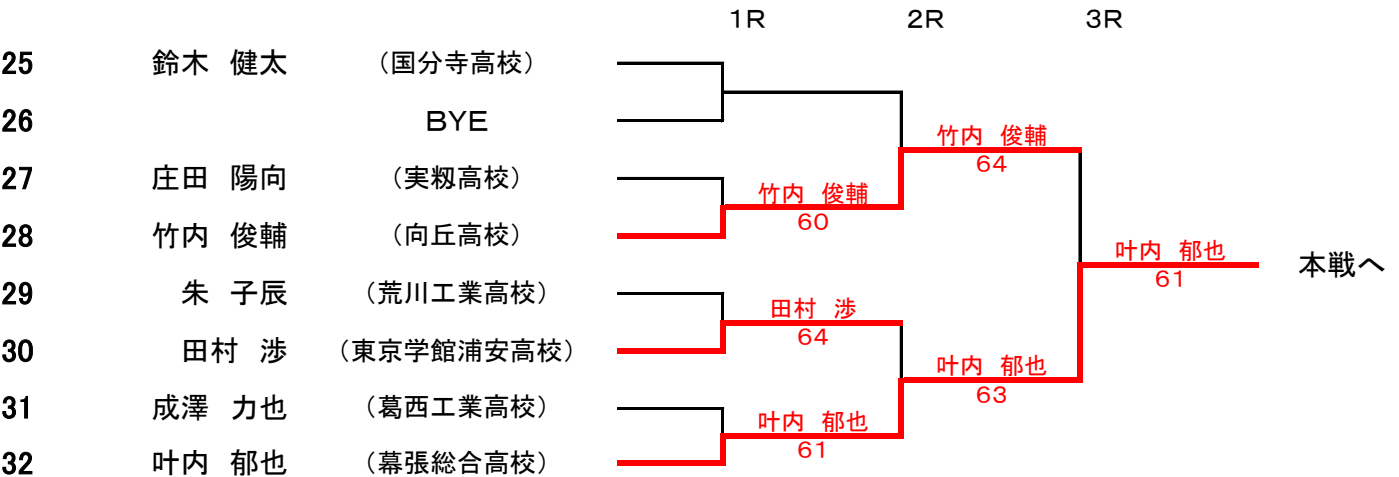 1R 2R 3R
25 鈴木 健太 (国分寺高校)
26 BYE
竹内 俊輔
64
27 庄田 陽向 (実籾高校)
竹内 俊輔
60
28 竹内 俊輔 (向丘高校)
叶内 郁也
61
本戦へ
29 朱 子辰 (荒川工業高校)
田村 渉
64
30 田村 渉 (東京学館浦安高校)
叶内 郁也
63
31 成澤 力也 (葛西工業高校)
叶内 郁也
61
32 叶内 郁也 (幕張総合高校)